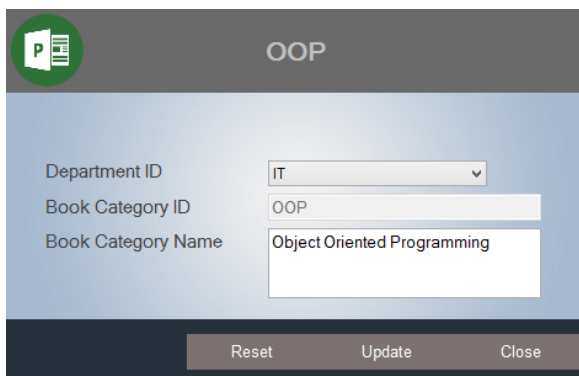 P
OOP
Department ID IT
Book Category ID OOP
Book Category Name Object Oriented Programming
Reset Update Close